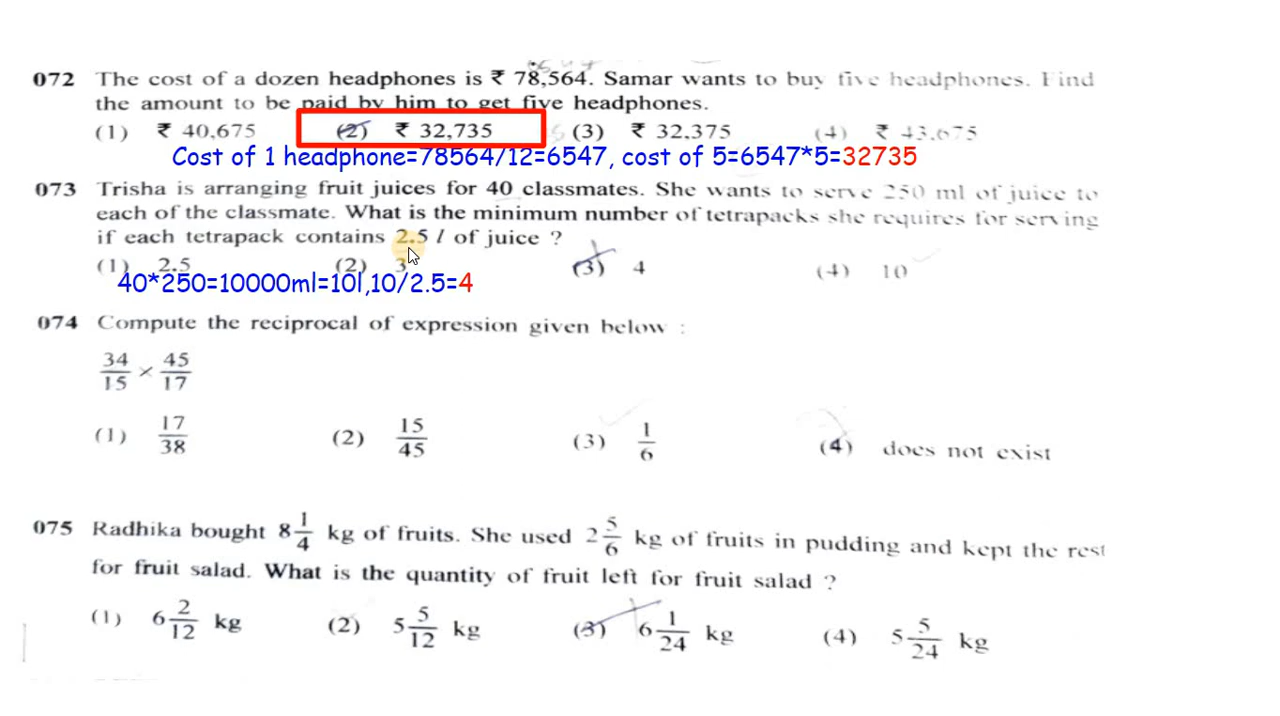 072 The cost of a dozen headphones is ₹ 78,564. Samar wants to buy five headphones. Find
the amount to be paid by him to get five headphones.
(1) ₹ 40,675 (2) ₹ 32,735 (3) ₹ 32,375 (4) ₹ 43,675
Cost of 1 headphone=78564/12=6547, cost of 5=6547*5=32735
073 Trisha is arranging fruit juices for 40 classmates. She wants to serve 250 ml of juice to
each of the classmate. What is the minimum number of tetrapacks she requires for serving
if each tetrapack contains 2.5 l of juice ?
(1) 2.5 (2) 3 (3) 4 (4) 10
40*250=10000ml=10l,10/2.5=4
074 Compute the reciprocal of expression given below :
34/15 × 45/17
(1) 17/38 (2) 15/45 (3) 1/6 (4) does not exist
075 Radhika bought 8 1/4 kg of fruits. She used 2 5/6 kg of fruits in pudding and kept the rest
for fruit salad. What is the quantity of fruit left for fruit salad ?
(1) 6 2/12 kg (2) 5 5/12 kg (3) 6 1/24 kg (4) 5 5/24 kg